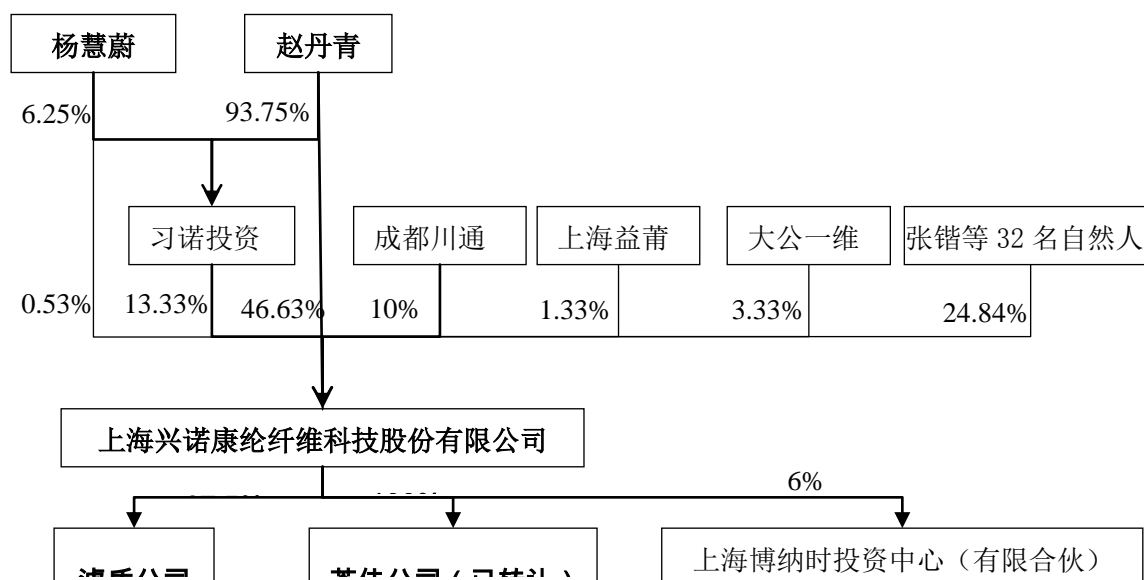 杨慧蔚
赵丹青
6.25%
93.75%
习诺投资
成都川通
上海益莆
大公一维
张锴等 32 名自然人
0.53%
13.33%
46.63%
10%
1.33%
3.33%
24.84%
上海兴诺康纶纤维科技股份有限公司
6%
上海博纳时投资中心（有限合伙）